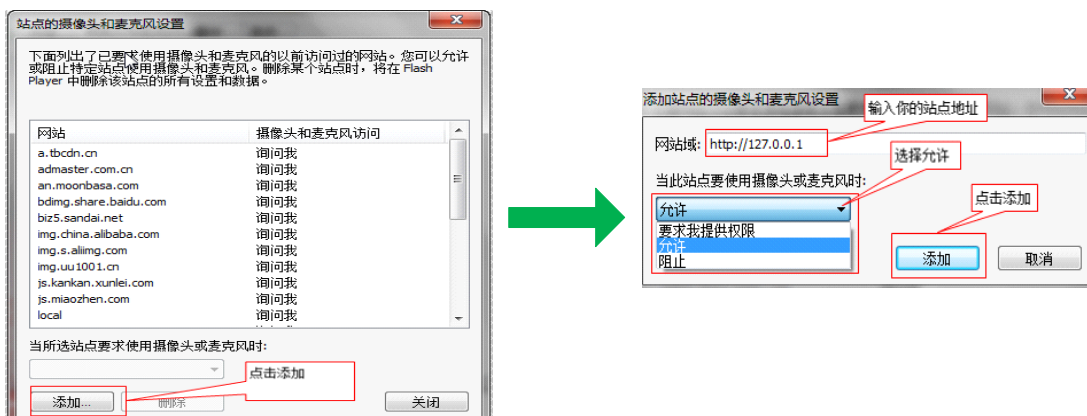 站点的摄像头和麦克风设置
下面列出了已要求使用摄像头和麦克风的以前访问过的网站。您可以允许
或阻止特定站点使用摄像头和麦克风。删除某个站点时，将在 Flash
Player 中删除该站点的所有设置和数据。
网站 摄像头和麦克风访问
a.tbcdn.cn 询问我
admaster.com.cn 询问我
an.moonbasa.com 询问我
bdimg.share.baidu.com 询问我
biz5.sandai.net 询问我
img.china.alibaba.com 询问我
img.s.aliimg.com 询问我
img.uu1001.cn 询问我
js.kankan.xunlei.com 询问我
js.miaozhen.com 询问我
local 询问我
当所选站点要求使用摄像头或麦克风时:
点击添加
添加... 删除 关闭
添加站点的摄像头和麦克风设置
输入你的站点地址
网站域: http://127.0.0.1
选择允许
当此站点要使用摄像头或麦克风时:
允许
点击添加
要求我提供权限
允许
阻止
添加 取消